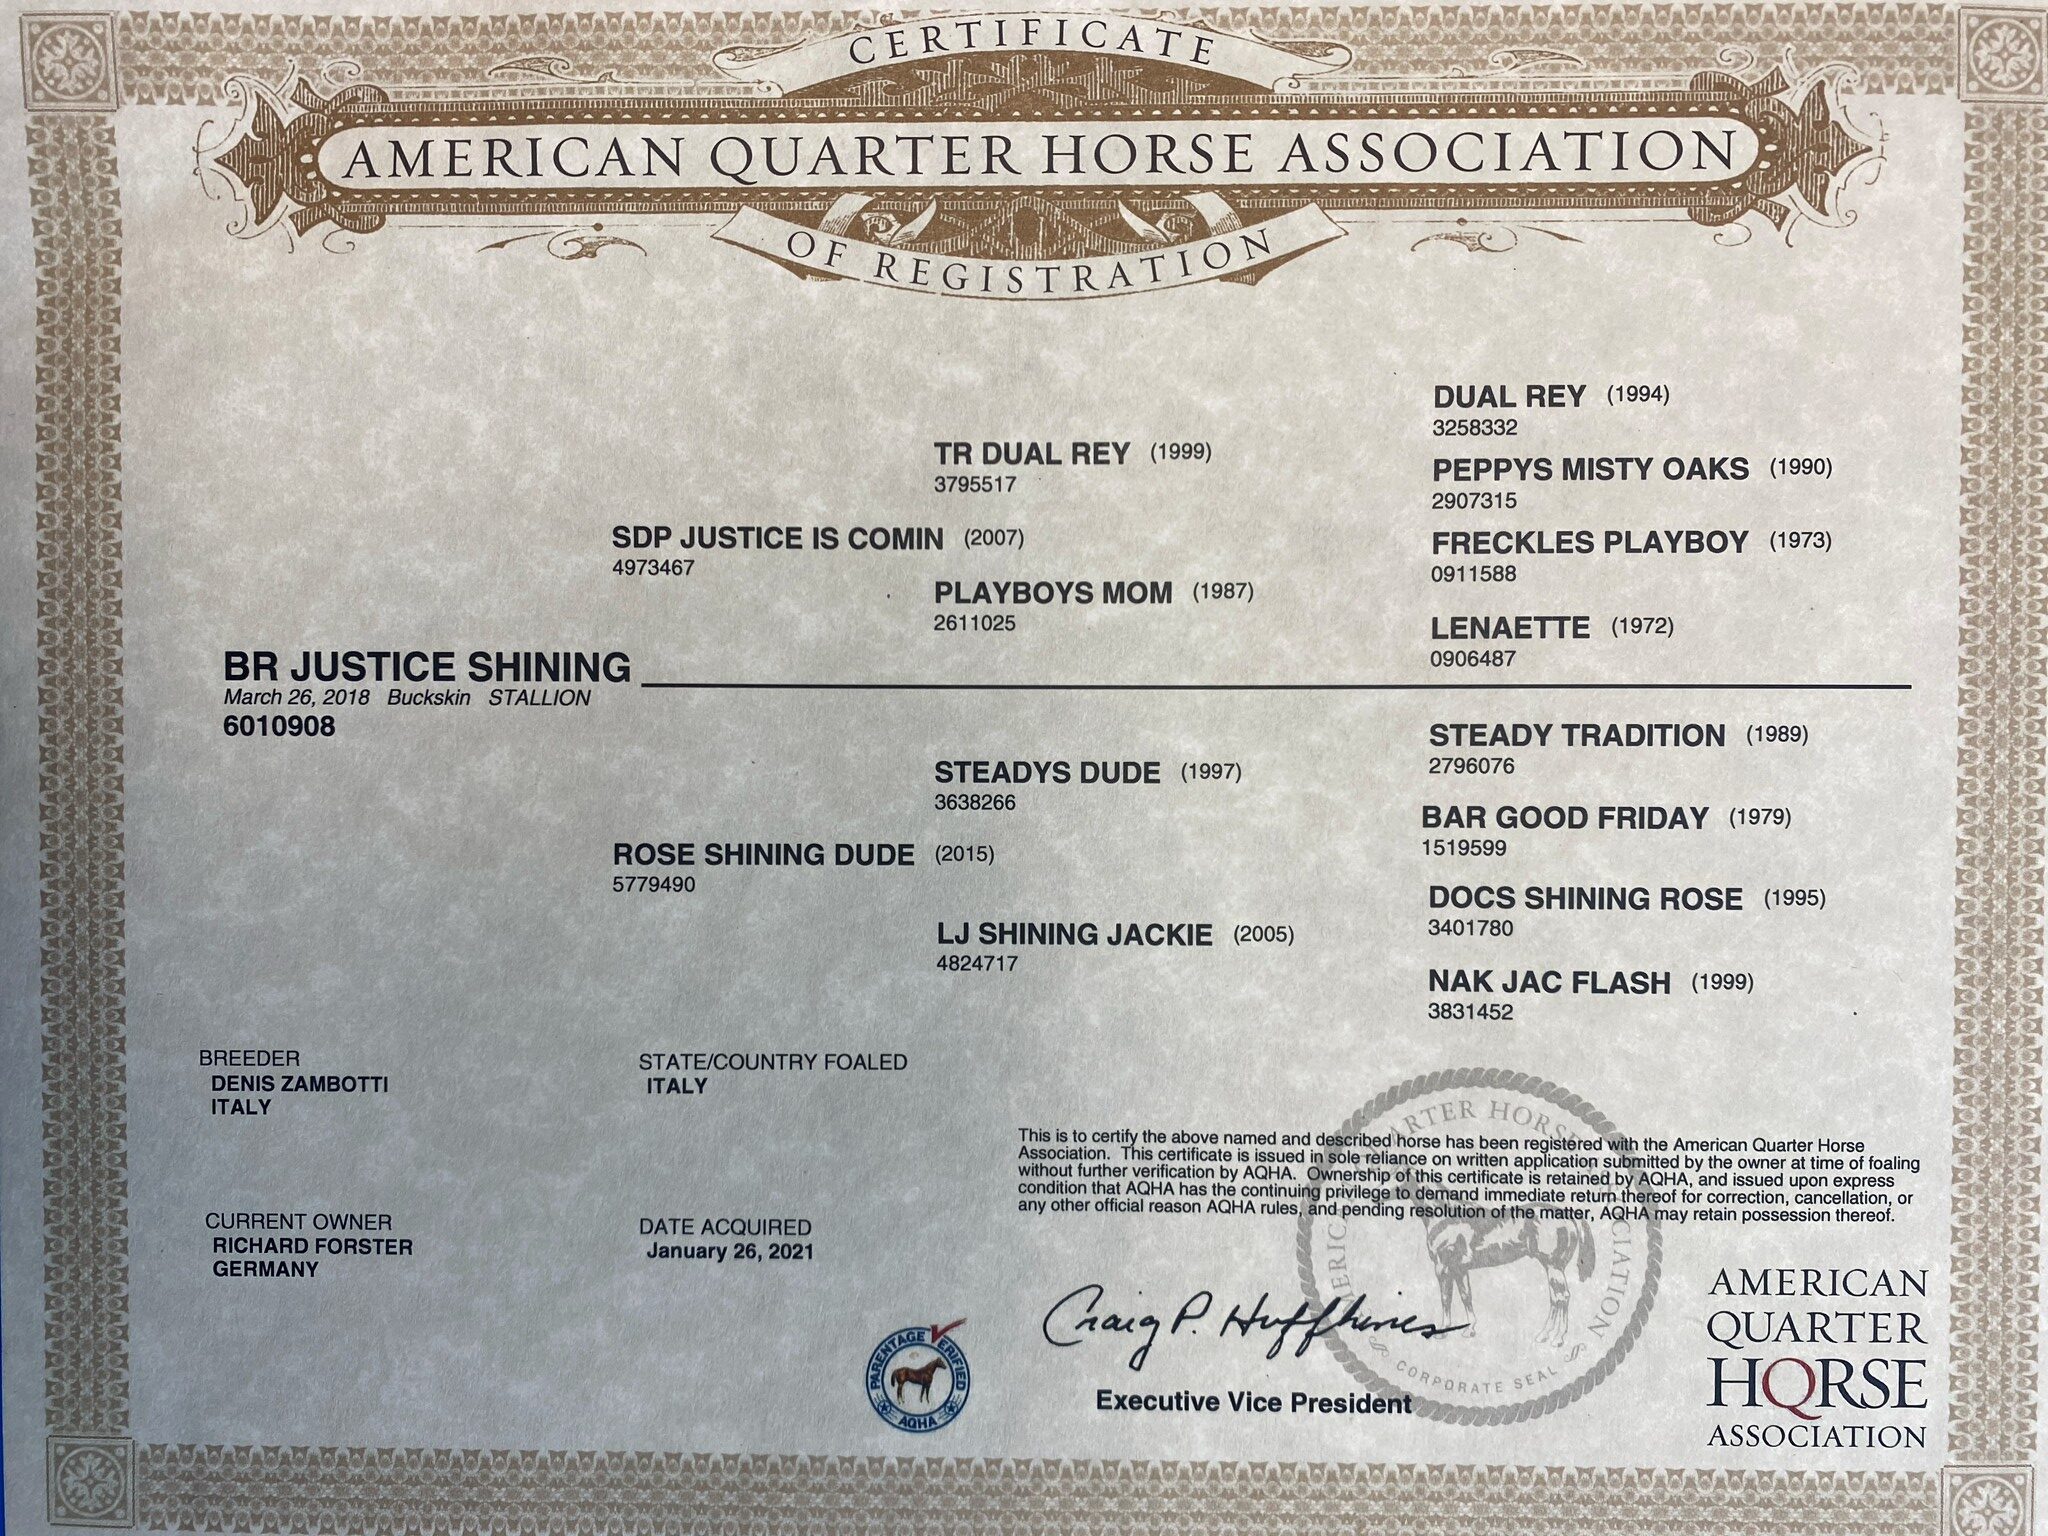 CERTIFICATE
AMERICAN QUARTER HORSE ASSOCIATION
OF REGISTRATION
DUAL REY (1994)
3258332
TR DUAL REY (1999)
3795517
PEPPYS MISTY OAKS (1990)
2907315
SDP JUSTICE IS COMIN (2007)
4973467
FRECKLES PLAYBOY (1973)
0911588
PLAYBOYS MOM (1987)
2611025
LENAETTE (1972)
0906487
BR JUSTICE SHINING
March 26, 2018 Buckskin STALLION
6010908
STEADY TRADITION (1989)
2796076
STEADYS DUDE (1997)
3638266
BAR GOOD FRIDAY (1979)
1519599
ROSE SHINING DUDE (2015)
5779490
DOCS SHINING ROSE (1995)
3401780
LJ SHINING JACKIE (2005)
4824717
NAK JAC FLASH (1999)
3831452
BREEDER
DENIS ZAMBOTTI
ITALY
STATE/COUNTRY FOALED
ITALY
This is to certify the above named and described horse has been registered with the American Quarter Horse
Association. This certificate is issued in sole reliance on written application submitted by the owner at time of foaling
without further verification by AQHA. Ownership of this certificate is retained by AQHA, and issued upon express
condition that AQHA has the continuing privilege to demand immediate return thereof for correction, cancellation, or
any other official reason AQHA rules, and pending resolution of the matter, AQHA may retain possession thereof.
CURRENT OWNER
RICHARD FORSTER
GERMANY
DATE ACQUIRED
January 26, 2021
PARENTAGE VERIFIED
AQHA
Craig P. Huffhines
Executive Vice President
AMERICAN QUARTER HORSE ASSOCIATION
CORPORATE SEAL
AMERICAN
QUARTER
HORSE
ASSOCIATION